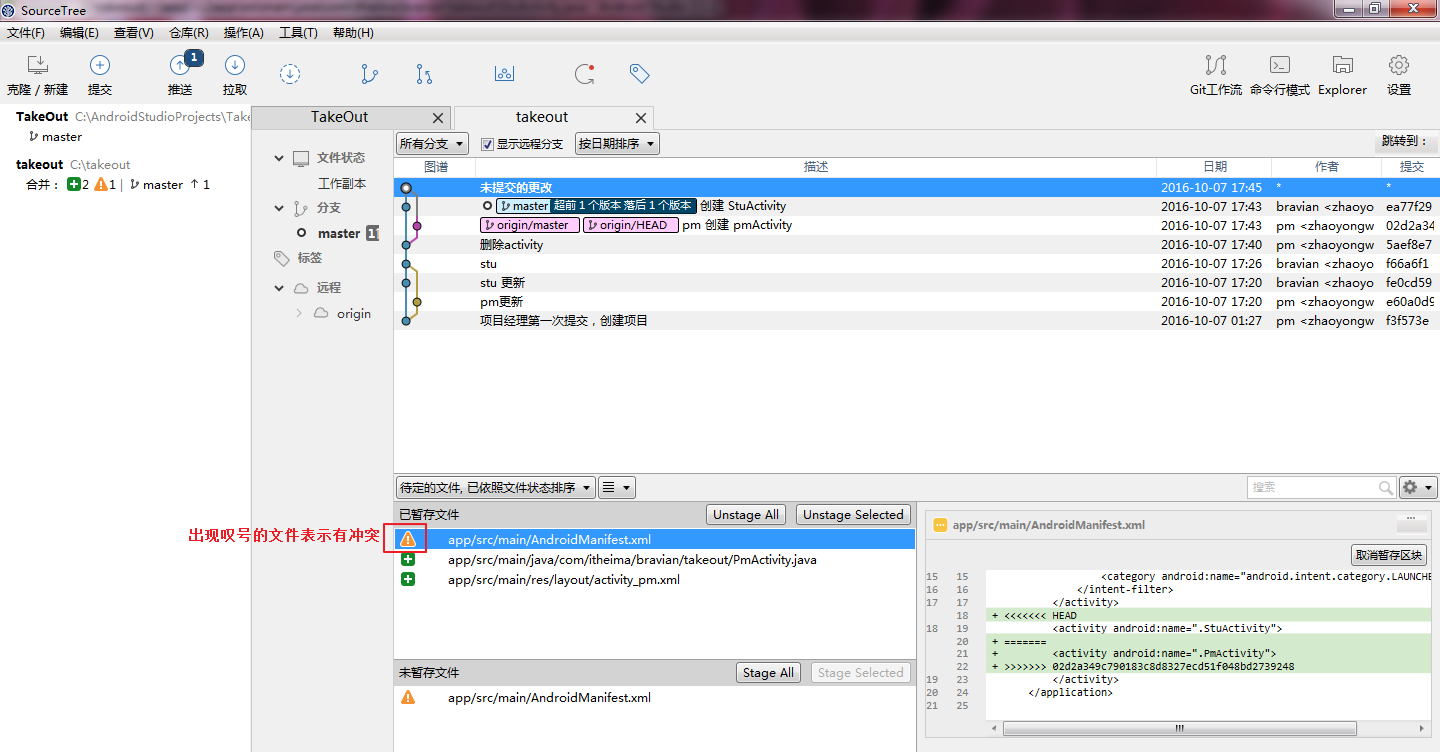 SourceTree
文件(F) 编辑(E) 查看(V) 仓库(R) 操作(A) 工具(T) 帮助(H)
1
克隆 / 新建 提交 推送 拉取 Git工作流 命令行模式 Explorer 设置
TakeOut C:\AndroidStudioProjects\Take
master
takeout C:\takeout
合并： 2 1 | master ↑ 1
TakeOut takeout
文件状态
工作副本
分支
master 1
标签
远程
origin
所有分支 显示远程分支 按日期排序 跳转到：
图谱 描述 日期 作者 提交
未提交的更改 2016-10-07 17:45 * *
master 超前 1 个版本 落后 1 个版本 创建 StuActivity 2016-10-07 17:43 bravian <zhaoyo ea77f29
origin/master origin/HEAD pm 创建 pmActivity 2016-10-07 17:43 pm <zhaoyongw 02d2a34
删除activity 2016-10-07 17:40 pm <zhaoyongw 5aef8e7
stu 2016-10-07 17:26 bravian <zhaoyo f66a6f1
stu 更新 2016-10-07 17:20 bravian <zhaoyo fe0cd59
pm更新 2016-10-07 17:20 pm <zhaoyongw e60a0d9
项目经理第一次提交，创建项目 2016-10-07 01:27 pm <zhaoyongw f3f573e
待定的文件, 已依照文件状态排序 搜索
已暂存文件 Unstage All Unstage Selected
出现叹号的文件表示有冲突
app/src/main/AndroidManifest.xml
app/src/main/java/com/itheima/bravian/takeout/PmActivity.java
app/src/main/res/layout/activity_pm.xml
未暂存文件 Stage All Stage Selected
app/src/main/AndroidManifest.xml
app/src/main/AndroidManifest.xml
取消暂存区块
15 15 <category android:name="android.intent.category.LAUNCHE
16 16 </intent-filter>
17 17 </activity>
18 + <<<<<<< HEAD
18 19 <activity android:name=".StuActivity">
20 + =======
21 + <activity android:name=".PmActivity">
22 + >>>>>>> 02d2a349c790183c8d8327ecd51f048bd2739248
19 23 </activity>
20 24 </application>
21 25